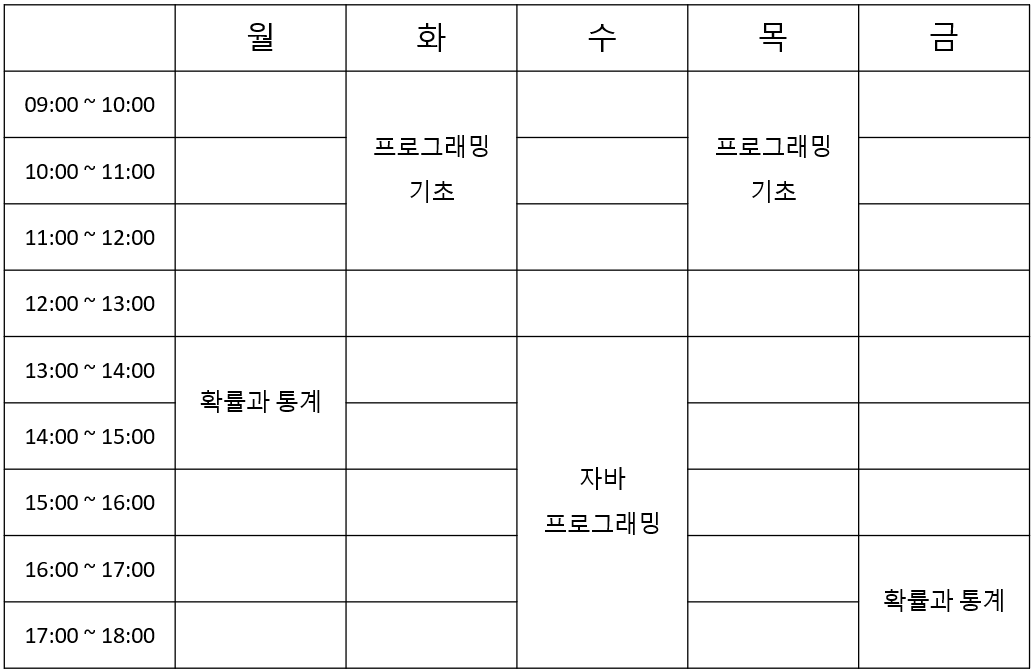 월 화 수 목 금
09:00 ~ 10:00
프로그래밍 프로그래밍
10:00 ~ 11:00
기초 기초
11:00 ~ 12:00
12:00 ~ 13:00
13:00 ~ 14:00
확률과 통계
14:00 ~ 15:00
자바
15:00 ~ 16:00
프로그래밍
16:00 ~ 17:00
확률과 통계
17:00 ~ 18:00